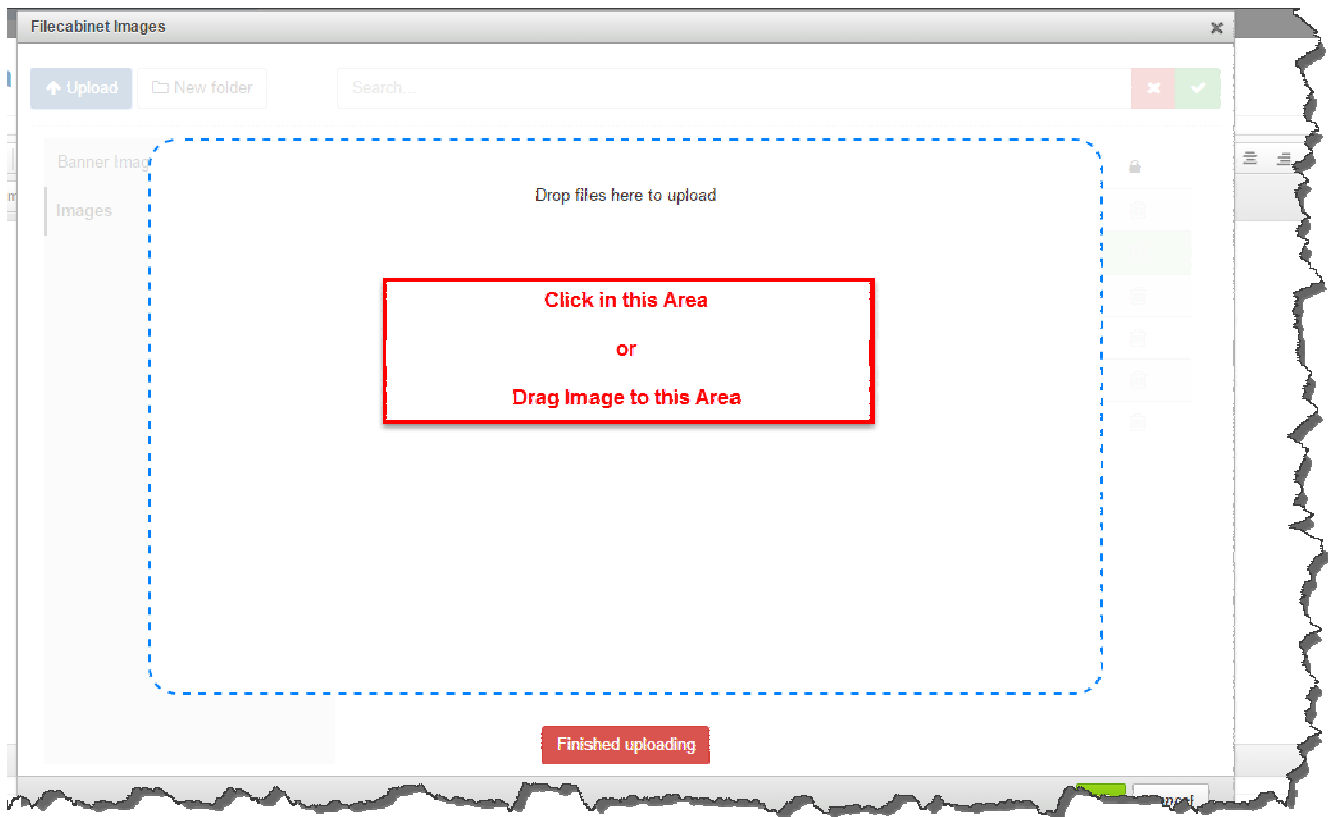 Filecabinet Images
Upload
New folder
Search...
Banner Imag
Images
Drop files here to upload
Click in this Area
or
Drag Image to this Area
Finished uploading